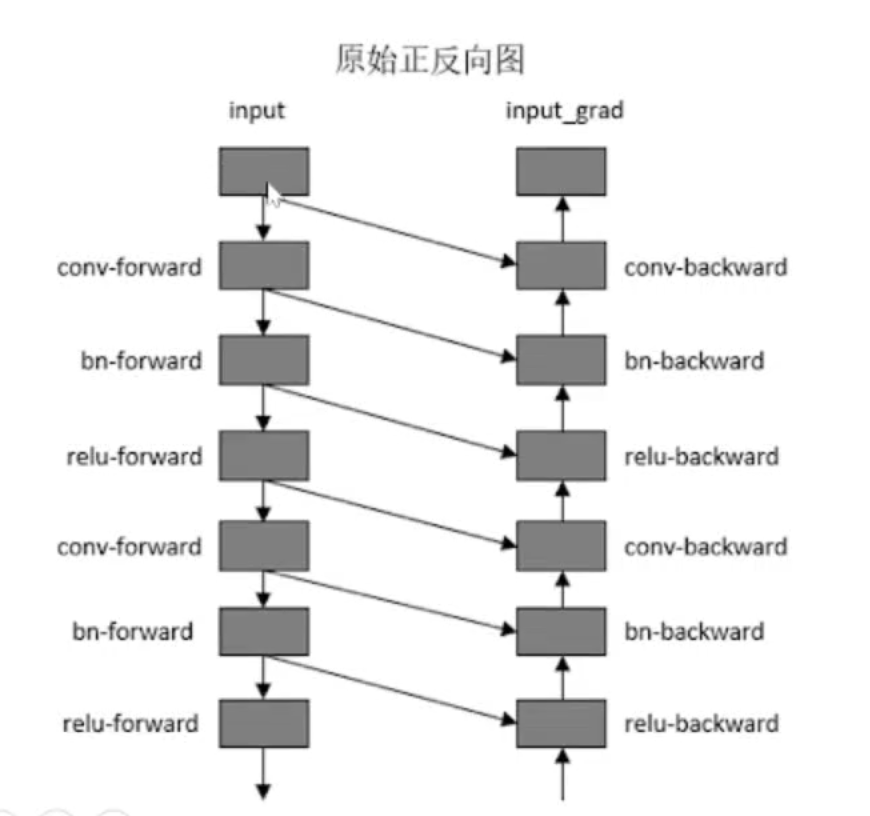 原始正反向图
input input_grad
conv-forward conv-backward
bn-forward bn-backward
relu-forward relu-backward
conv-forward conv-backward
bn-forward bn-backward
relu-forward relu-backward